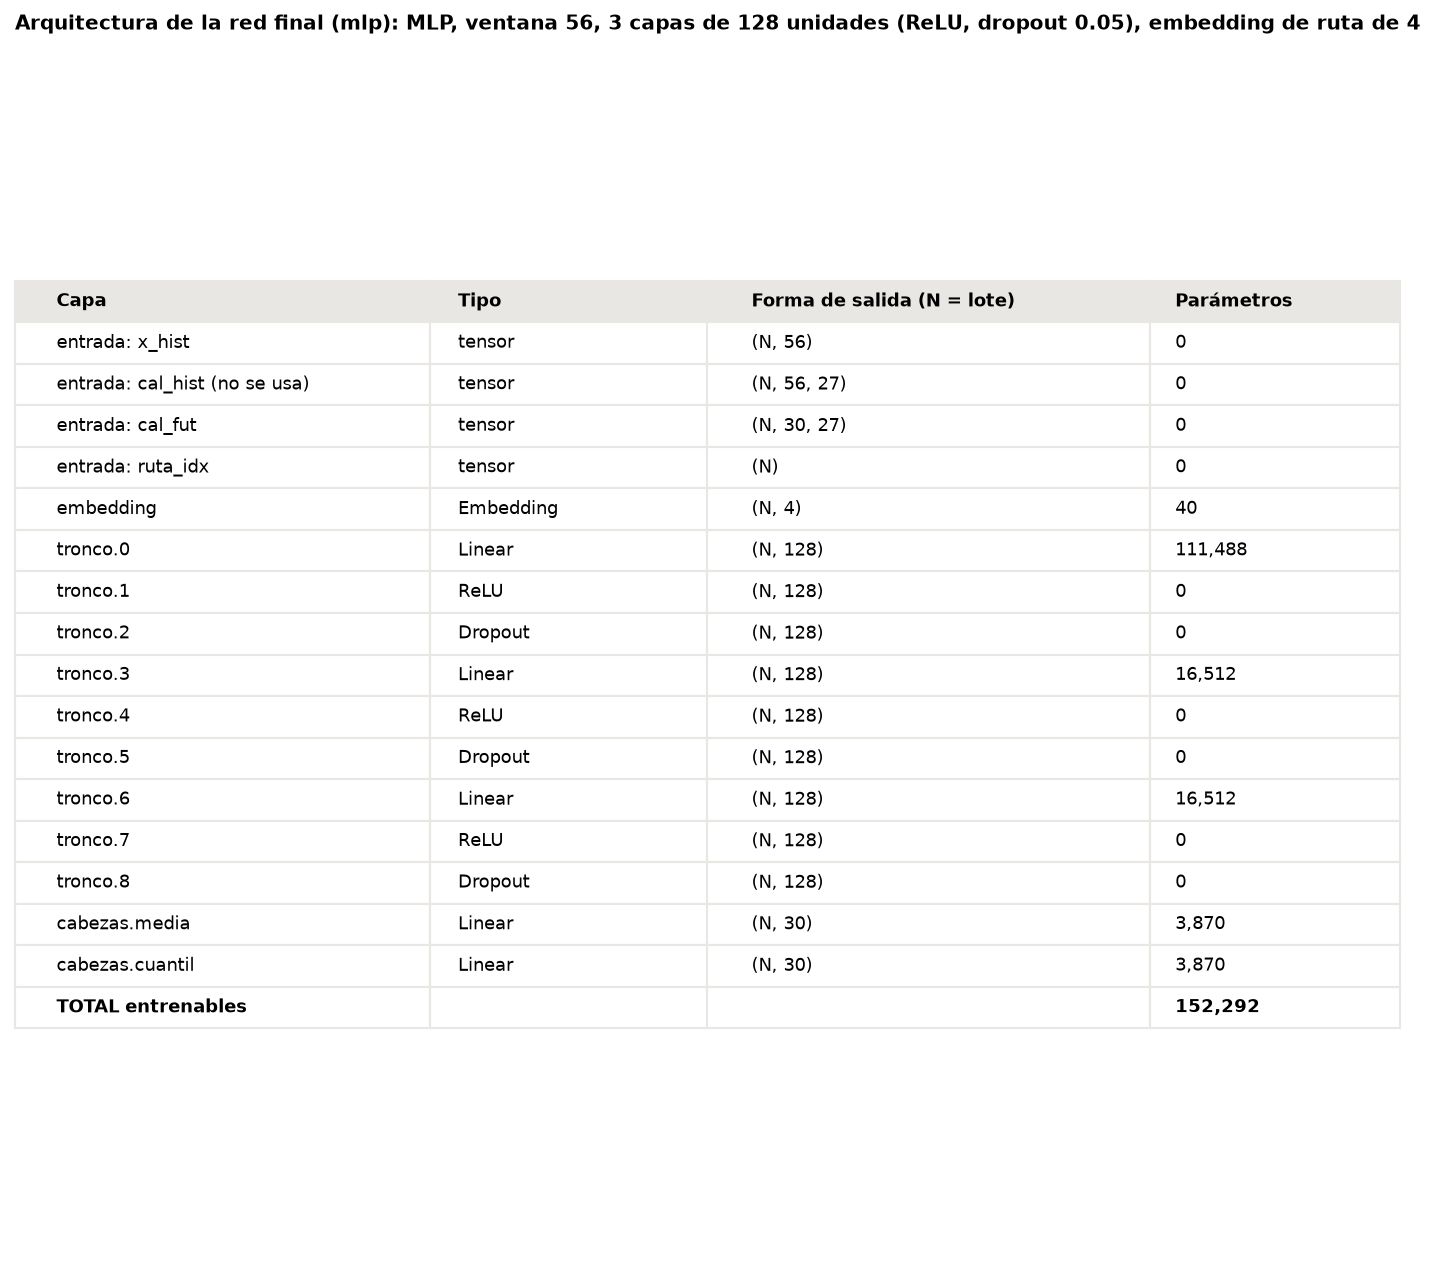 Arquitectura de la red final (mlp): MLP, ventana 56, 3 capas de 128 unidades (ReLU, dropout 0.05), embedding de ruta de 4
Capa Tipo Forma de salida (N = lote) Parámetros
entrada: x_hist tensor (N, 56) 0
entrada: cal_hist (no se usa) tensor (N, 56, 27) 0
entrada: cal_fut tensor (N, 30, 27) 0
entrada: ruta_idx tensor (N) 0
embedding Embedding (N, 4) 40
tronco.0 Linear (N, 128) 111,488
tronco.1 ReLU (N, 128) 0
tronco.2 Dropout (N, 128) 0
tronco.3 Linear (N, 128) 16,512
tronco.4 ReLU (N, 128) 0
tronco.5 Dropout (N, 128) 0
tronco.6 Linear (N, 128) 16,512
tronco.7 ReLU (N, 128) 0
tronco.8 Dropout (N, 128) 0
cabezas.media Linear (N, 30) 3,870
cabezas.cuantil Linear (N, 30) 3,870
TOTAL entrenables 152,292